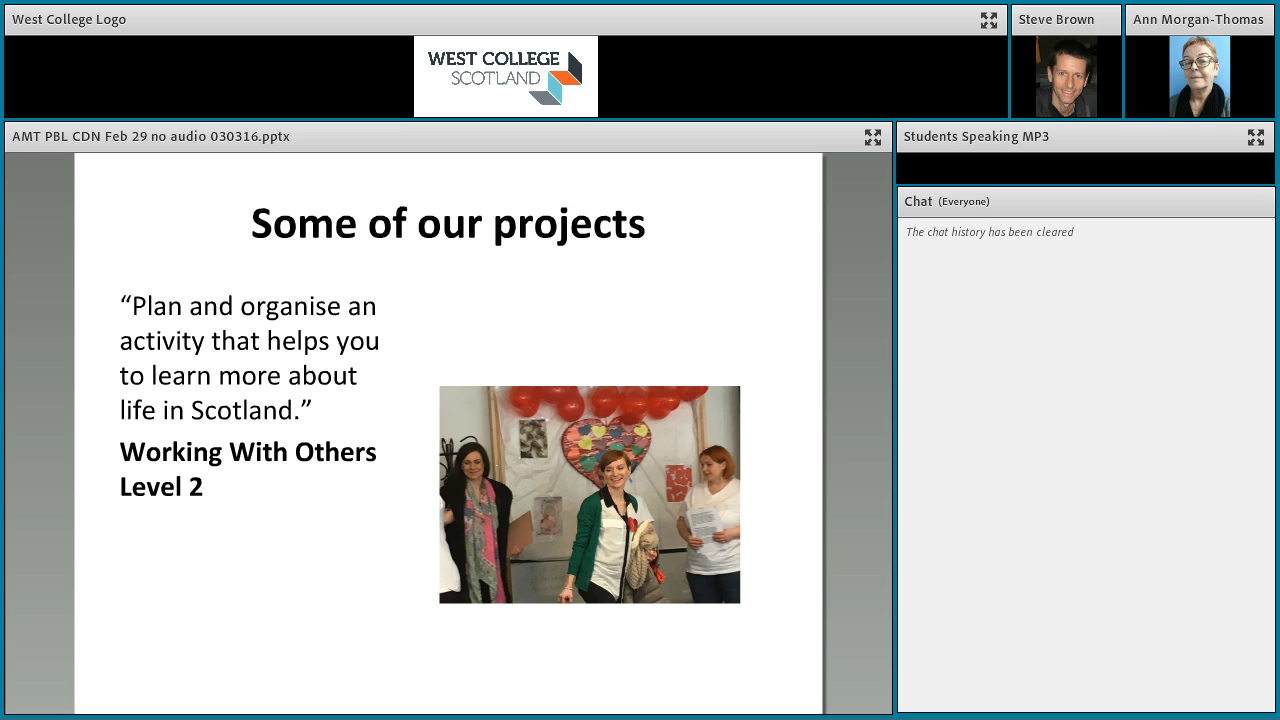 West College Logo
Steve Brown
Ann Morgan-Thomas
WEST COLLEGE
SCOTLAND
AMT PBL CDN Feb 29 no audio 030316.pptx
Students Speaking MP3
Chat (Everyone)
The chat history has been cleared
Some of our projects
“Plan and organise an
activity that helps you
to learn more about
life in Scotland.”
Working With Others
Level 2